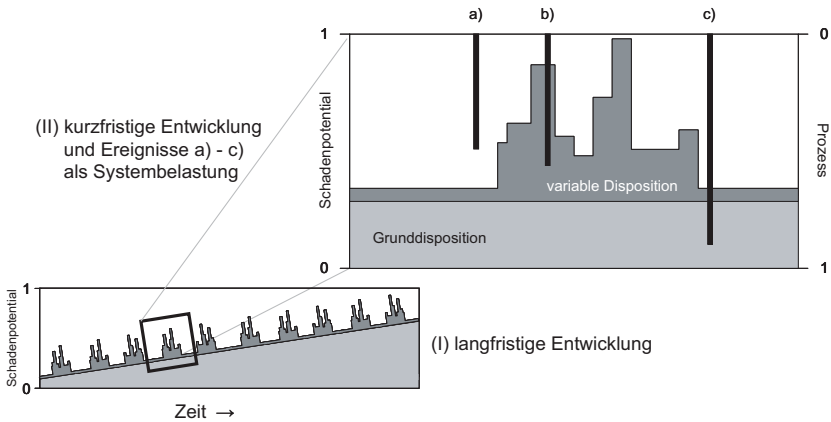 a)
b)
c)
1
0
Schadenpotential
Prozess
(II) kurzfristige Entwicklung
und Ereignisse a) - c)
als Systembelastung
variable Disposition
Grunddisposition
0
1
1
Schadenpotential
0
(I) langfristige Entwicklung
Zeit →